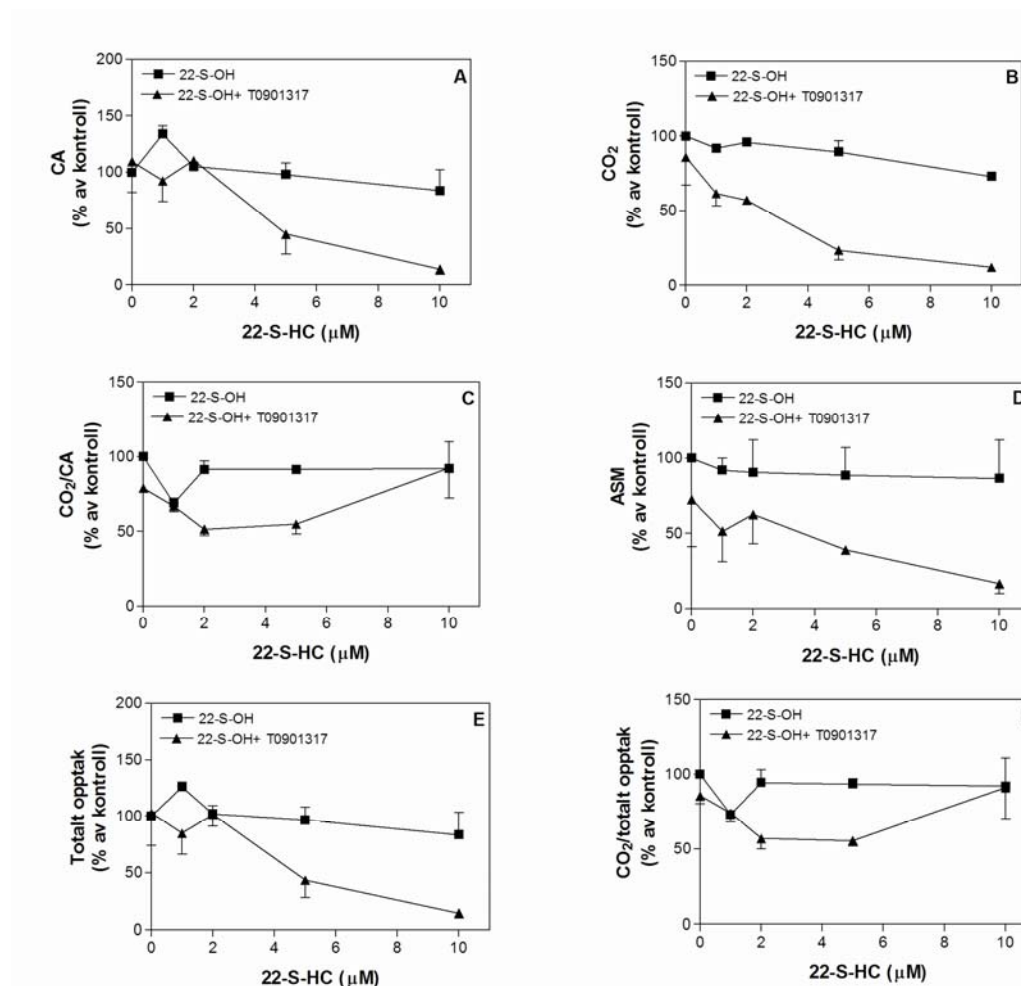 A
22-S-OH
22-S-OH+ T0901317
CA
(% av kontroll)
200
150
100
50
0
0 2 4 6 8 10
22-S-HC (μM)
B
22-S-OH
22-S-OH+ T0901317
CO₂
(% av kontroll)
150
100
50
0
0 2 4 6 8 10
22-S-HC (μM)
C
22-S-OH
22-S-OH+ T0901317
CO₂/CA
(% av kontroll)
150
100
50
0
0 2 4 6 8 10
22-S-HC (μM)
D
22-S-OH
22-S-OH+ T0901317
ASM
(% av kontroll)
150
100
50
0
0 2 4 6 8 10
22-S-HC (μM)
E
22-S-OH
22-S-OH+ T0901317
Totalt opptak
(% av kontroll)
200
150
100
50
0
0 2 4 6 8 10
22-S-HC (μM)
22-S-OH
22-S-OH+ T0901317
CO₂/totalt opptak
(% av kontroll)
150
100
50
0
0 2 4 6 8 10
22-S-HC (μM)